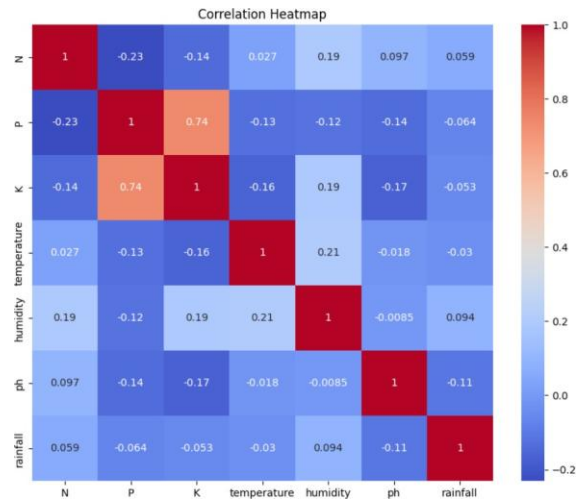 Correlation Heatmap
N 1 -0.23 -0.14 0.027 0.19 0.097 0.059
P -0.23 1 0.74 -0.13 -0.12 -0.14 -0.064
K -0.14 0.74 1 -0.16 0.19 -0.17 -0.053
temperature 0.027 -0.13 -0.16 1 0.21 -0.018 -0.03
humidity 0.19 -0.12 0.19 0.21 1 -0.0085 0.094
ph 0.097 -0.14 -0.17 -0.018 -0.0085 1 -0.11
rainfall 0.059 -0.064 -0.053 -0.03 0.094 -0.11 1
N P K temperature humidity ph rainfall
1.0
0.8
0.6
0.4
0.2
0.0
-0.2